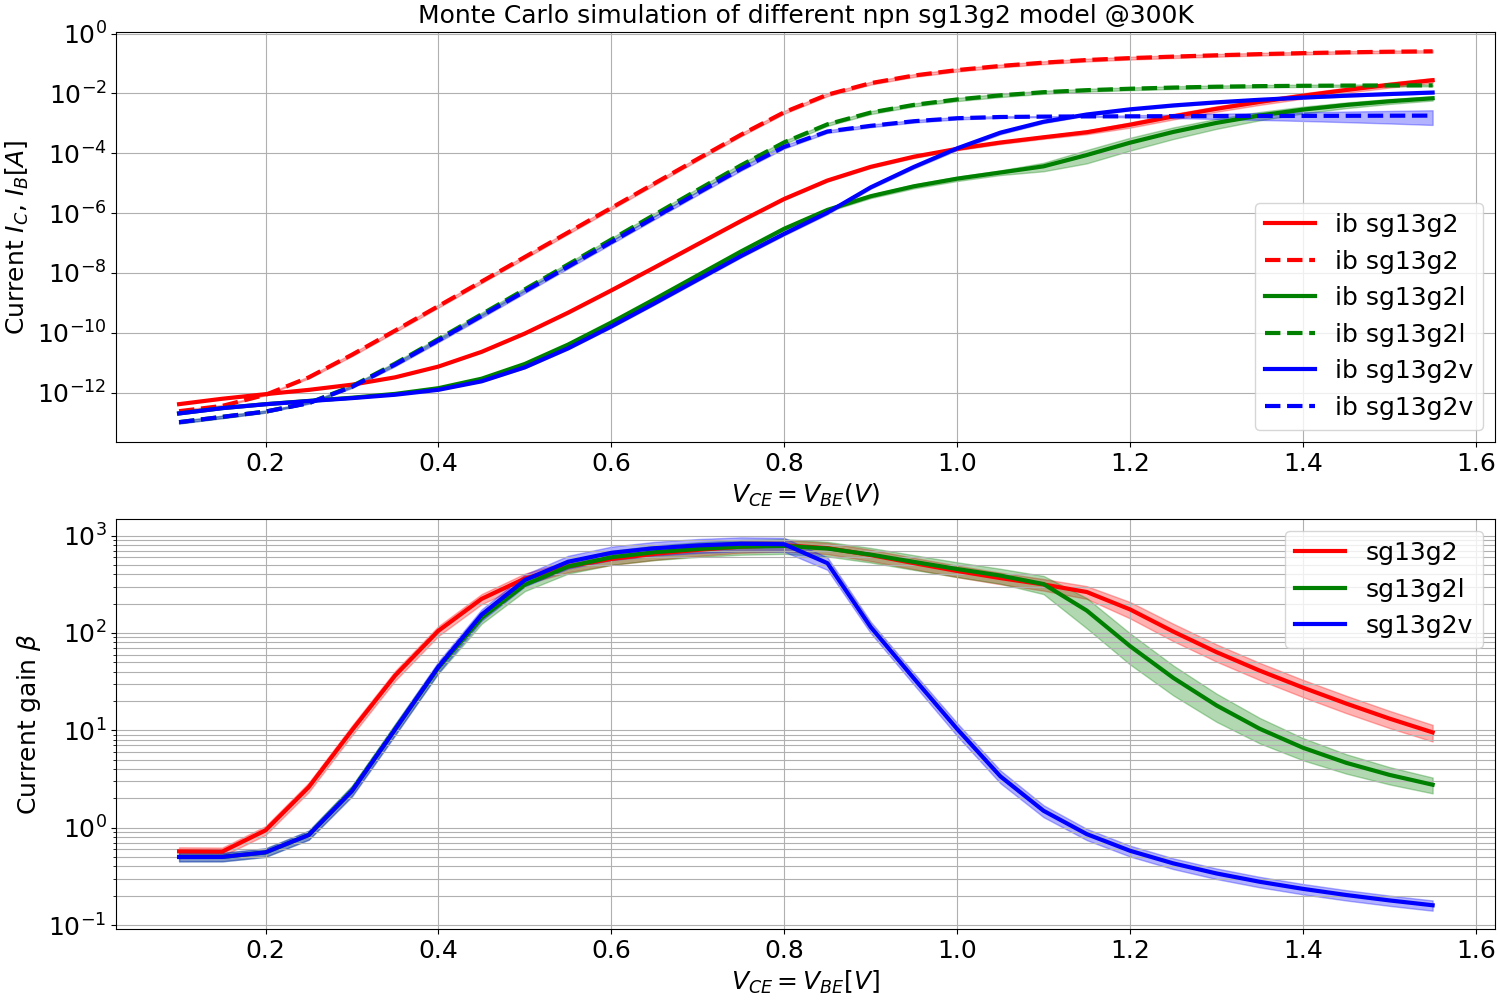 Monte Carlo simulation of different npn sg13g2 model @300K
Current I_C, I_B[A]
10^0
10^−2
10^−4
10^−6
10^−8
10^−10
10^−12
0.2 0.4 0.6 0.8 1.0 1.2 1.4 1.6
V_CE = V_BE(V)
ib sg13g2
ib sg13g2
ib sg13g2l
ib sg13g2l
ib sg13g2v
ib sg13g2v
Current gain β
10^3
10^2
10^1
10^0
10^−1
0.2 0.4 0.6 0.8 1.0 1.2 1.4 1.6
V_CE = V_BE[V]
sg13g2
sg13g2l
sg13g2v